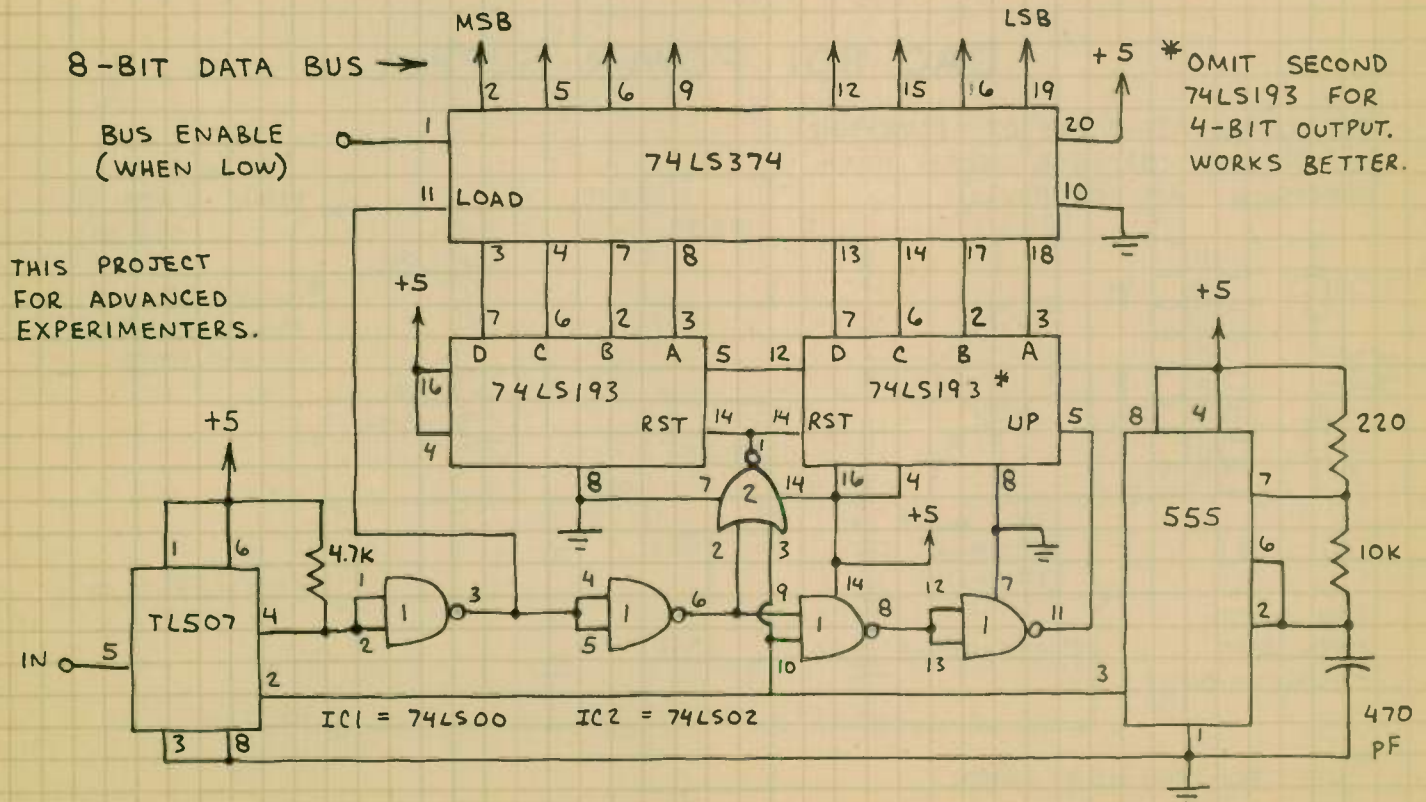 MSB LSB
8-BIT DATA BUS →
2 5 6 9 12 15 16 19
+5
* OMIT SECOND
74LS193 FOR
4-BIT OUTPUT.
WORKS BETTER.
BUS ENABLE
(WHEN LOW)
1
20
74LS374
11 LOAD
10
THIS PROJECT
FOR ADVANCED
EXPERIMENTERS.
3 4 7 8 13 14 17 18
+5
+5
7 6 2 3 7 6 2 3
D C B A 5 12 D C B A
16 74LS193 74LS193 *
RST 14 14 RST UP 5
4
1
8 4
220
+5
8 7 2 14 16 4 8
7
555
+5
1 6 4.7K
2 3
6
10K
TL507
4
1 3 4 6 9 14 8 12 7 11
1 1 1 1
2
2 5 10 13
IN 5
2
3
IC1 = 74LS00 IC2 = 74LS02
3 8
1
470
PF